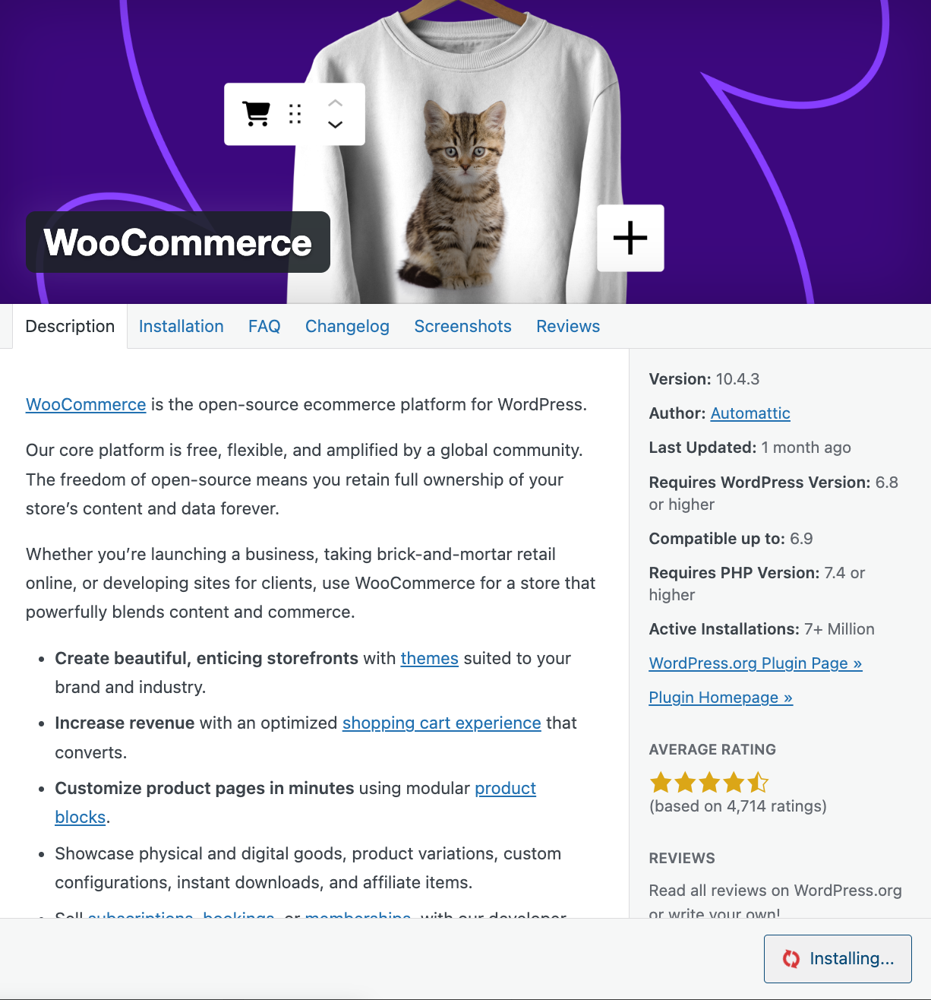 WooCommerce
Description Installation FAQ Changelog Screenshots Reviews
WooCommerce is the open-source ecommerce platform for WordPress.
Our core platform is free, flexible, and amplified by a global community.
The freedom of open-source means you retain full ownership of your
store’s content and data forever.
Whether you’re launching a business, taking brick-and-mortar retail
online, or developing sites for clients, use WooCommerce for a store that
powerfully blends content and commerce.
• Create beautiful, enticing storefronts with themes suited to your
brand and industry.
• Increase revenue with an optimized shopping cart experience that
converts.
• Customize product pages in minutes using modular product
blocks.
• Showcase physical and digital goods, product variations, custom
configurations, instant downloads, and affiliate items.
• Sell subscriptions, bookings, or memberships, with our developer
Version: 10.4.3
Author: Automattic
Last Updated: 1 month ago
Requires WordPress Version: 6.8
or higher
Compatible up to: 6.9
Requires PHP Version: 7.4 or
higher
Active Installations: 7+ Million
WordPress.org Plugin Page »
Plugin Homepage »
AVERAGE RATING
(based on 4,714 ratings)
REVIEWS
Read all reviews on WordPress.org
or write your own!
Installing...